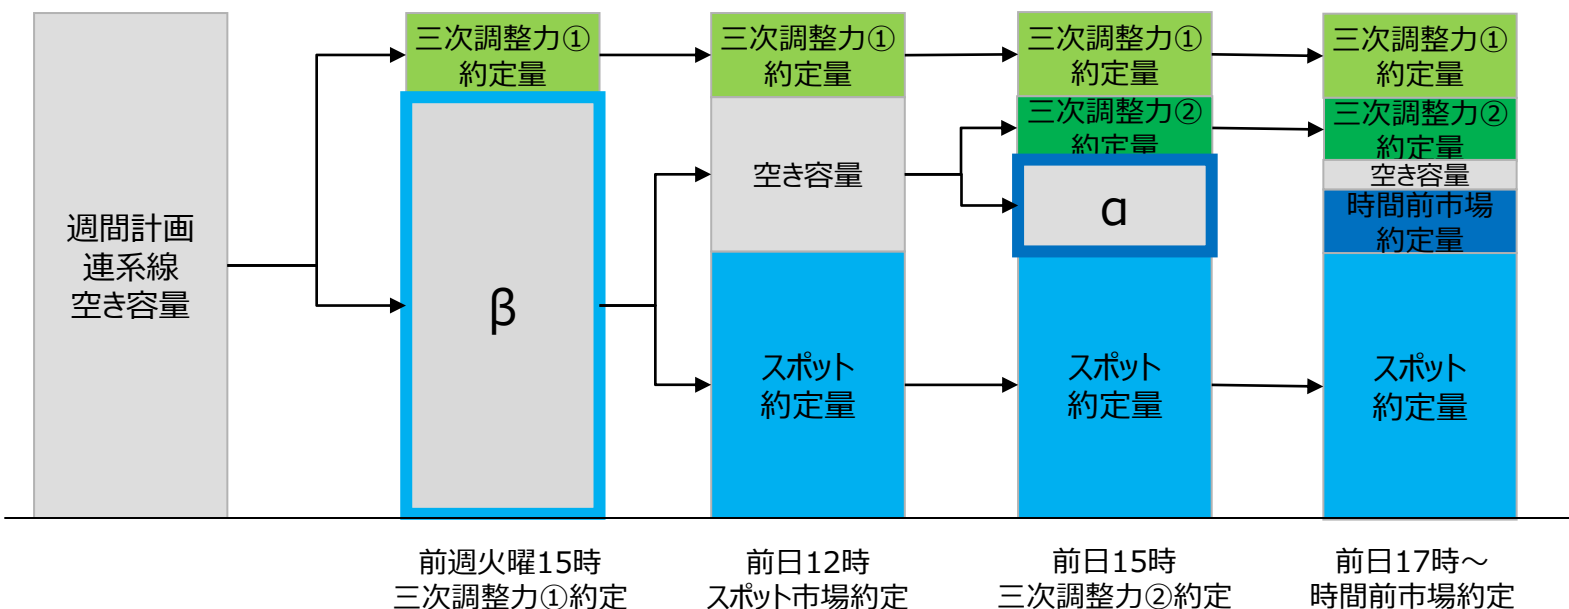 週間計画
連系線
空き容量
三次調整力①
約定量
β
前週火曜15時
三次調整力①約定
三次調整力①
約定量
空き容量
スポット
約定量
前日12時
スポット市場約定
三次調整力①
約定量
三次調整力②
約定量
α
スポット
約定量
前日15時
三次調整力②約定
三次調整力①
約定量
三次調整力②
約定量
空き容量
時間前市場
約定量
スポット
約定量
前日17時～
時間前市場約定